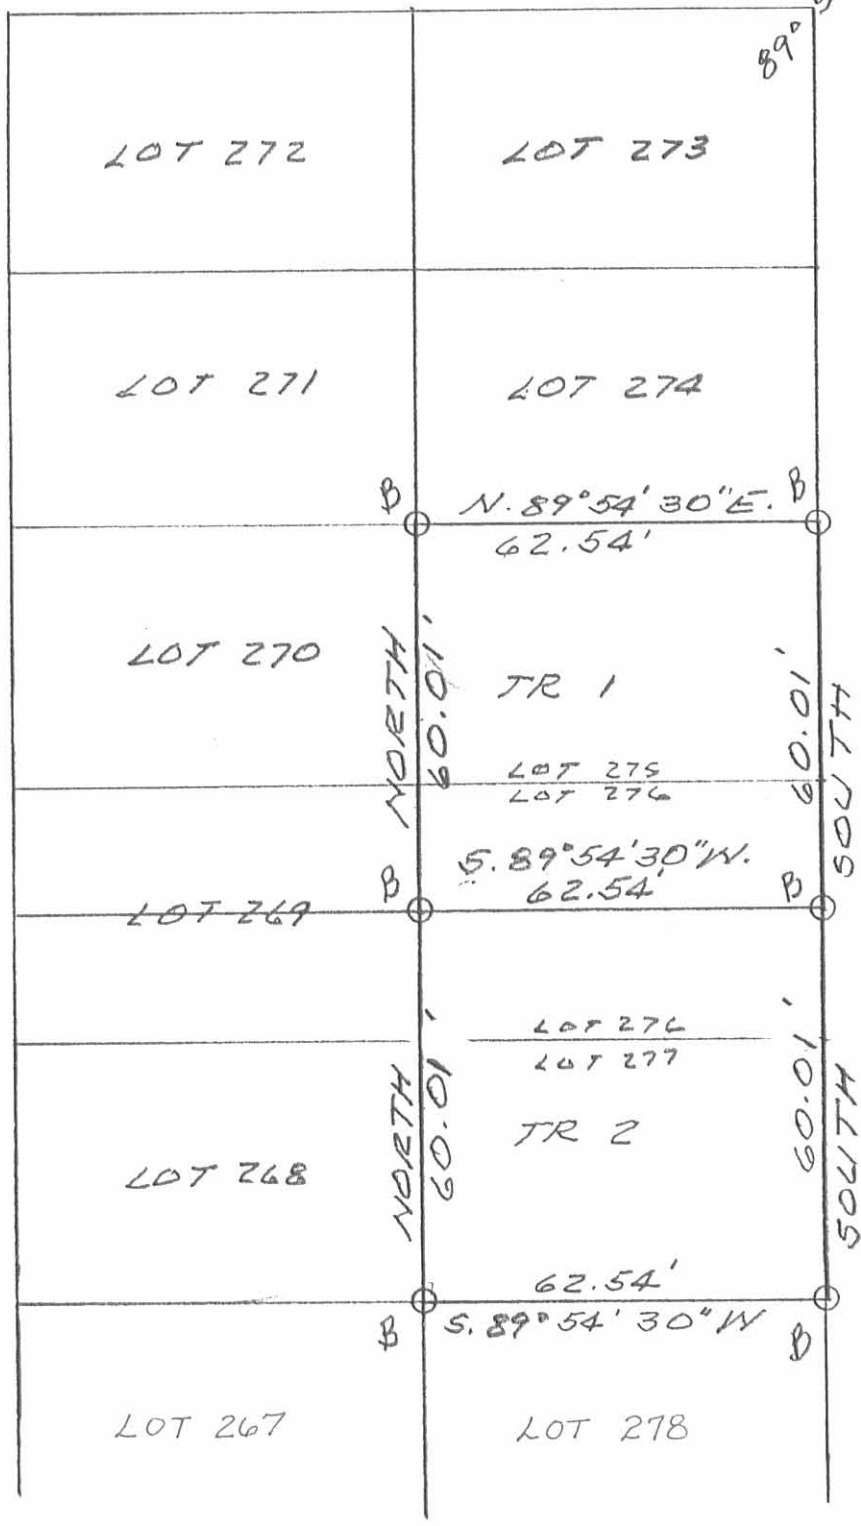 89°
LOT 272
LOT 273
LOT 271
LOT 274
B
N. 89°54' 30"E.
B
62.54'
LOT 270
NORTH
60.01'
TR 1
60.01'
SOUTH
LOT 275
LOT 276
S. 89°54'30"W.
B
62.54'
B
LOT 269
LOT 276
LOT 277
NORTH
60.01'
TR 2
60.01'
SOUTH
LOT 268
62.54'
B
S. 89°54' 30"W
B
LOT 267
LOT 278